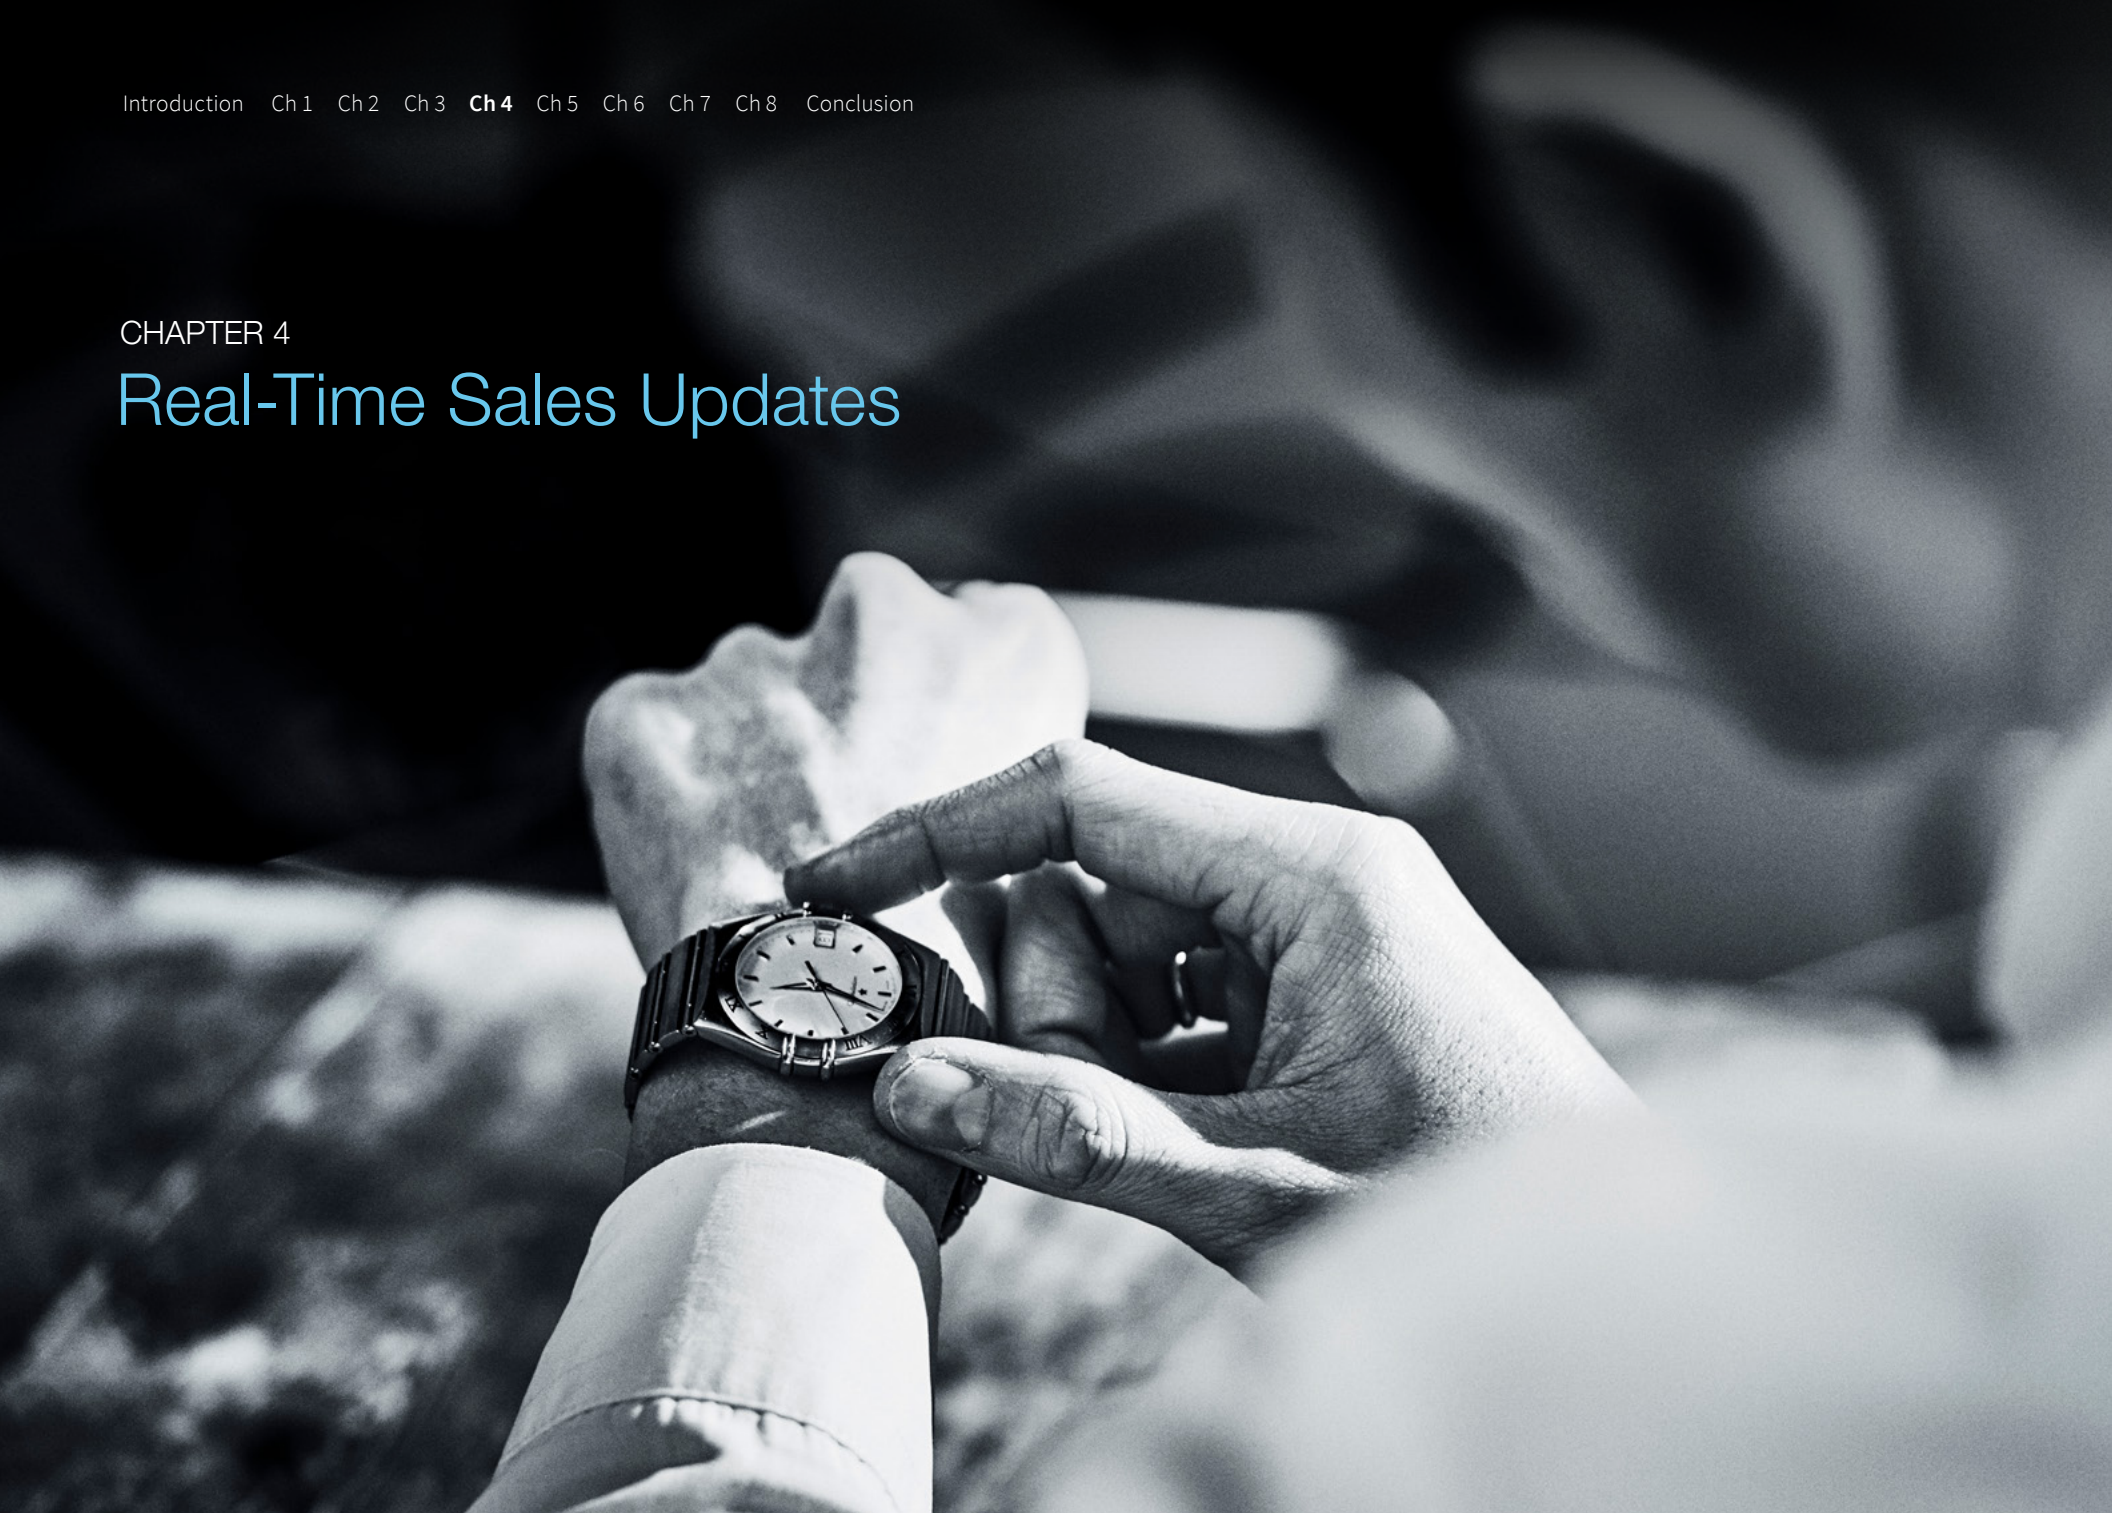 Introduction Ch 1 Ch 2 Ch 3 Ch 4 Ch 5 Ch 6 Ch 7 Ch 8 Conclusion
CHAPTER 4
Real-Time Sales Updates
VIII